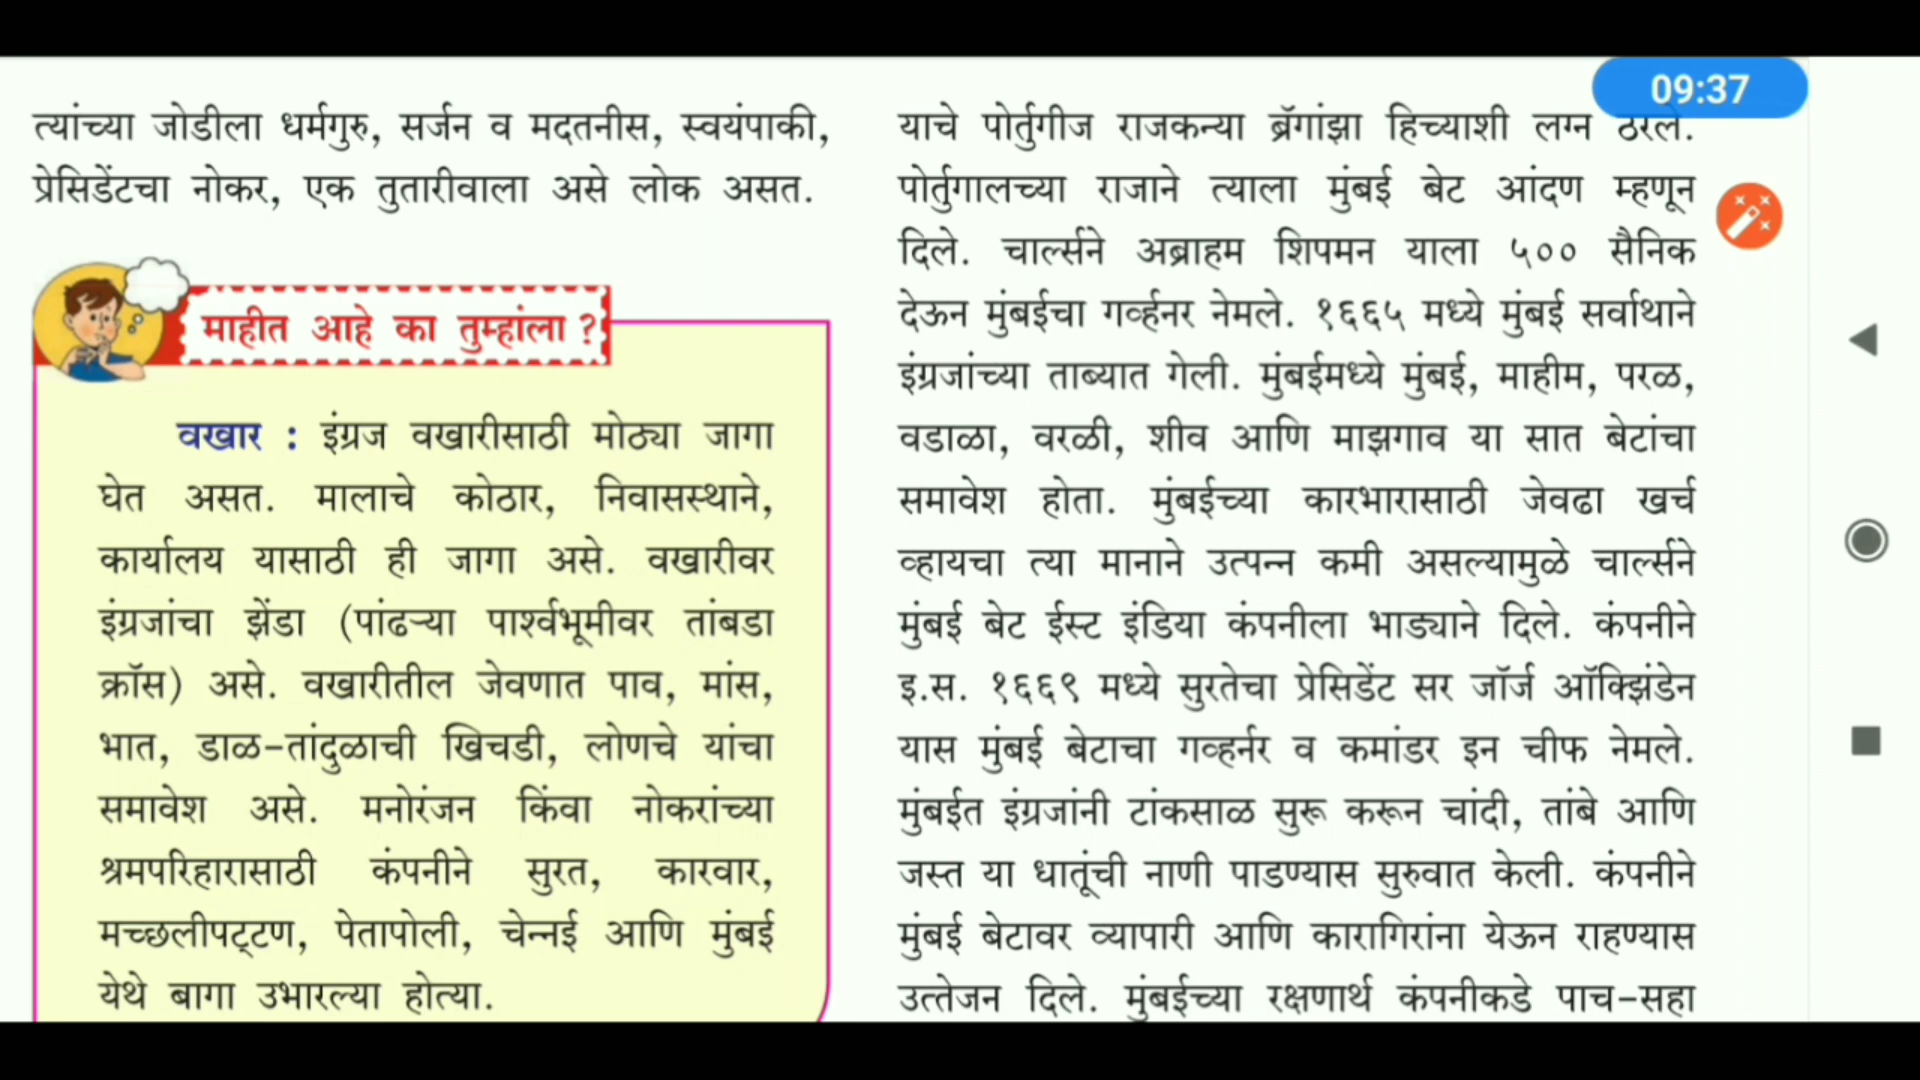 त्यांच्या जोडीला धर्मगुरु, सर्जन व मदतनीस, स्वयंपाकी,
प्रेसिडेंटचा नोकर, एक तुतारीवाला असे लोक असत.
माहीत आहे का तुम्हांला ?
वखार : इंग्रज वखारीसाठी मोठ्या जागा
घेत असत. मालाचे कोठार, निवासस्थाने,
कार्यालय यासाठी ही जागा असे. वखारीवर
इंग्रजांचा झेंडा (पांढऱ्या पार्श्वभूमीवर तांबडा
क्रॉस) असे. वखारीतील जेवणात पाव, मांस,
भात, डाळ-तांदुळाची खिचडी, लोणचे यांचा
समावेश असे. मनोरंजन किंवा नोकरांच्या
श्रमपरिहारासाठी कंपनीने सुरत, कारवार,
मच्छलीपट्टण, पेतापोली, चेन्नई आणि मुंबई
येथे बागा उभारल्या होत्या.
09:37
याचे पोर्तुगीज राजकन्या ब्रॅगांझा हिच्याशी लग्न ठरले.
पोर्तुगालच्या राजाने त्याला मुंबई बेट आंदण म्हणून
दिले. चार्ल्सने अब्राहम शिपमन याला ५०० सैनिक
देऊन मुंबईचा गर्व्हनर नेमले. १६६५ मध्ये मुंबई सर्वाथाने
इंग्रजांच्या ताब्यात गेली. मुंबईमध्ये मुंबई, माहीम, परळ,
वडाळा, वरळी, शीव आणि माझगाव या सात बेटांचा
समावेश होता. मुंबईच्या कारभारासाठी जेवढा खर्च
व्हायचा त्या मानाने उत्पन्न कमी असल्यामुळे चार्ल्सने
मुंबई बेट ईस्ट इंडिया कंपनीला भाड्याने दिले. कंपनीने
इ.स. १६६९ मध्ये सुरतेचा प्रेसिडेंट सर जॉर्ज ऑक्झिंडेन
यास मुंबई बेटाचा गव्हर्नर व कमांडर इन चीफ नेमले.
मुंबईत इंग्रजांनी टांकसाळ सुरू करून चांदी, तांबे आणि
जस्त या धातूंची नाणी पाडण्यास सुरुवात केली. कंपनीने
मुंबई बेटावर व्यापारी आणि कारागिरांना येऊन राहण्यास
उत्तेजन दिले. मुंबईच्या रक्षणार्थ कंपनीकडे पाच-सहा